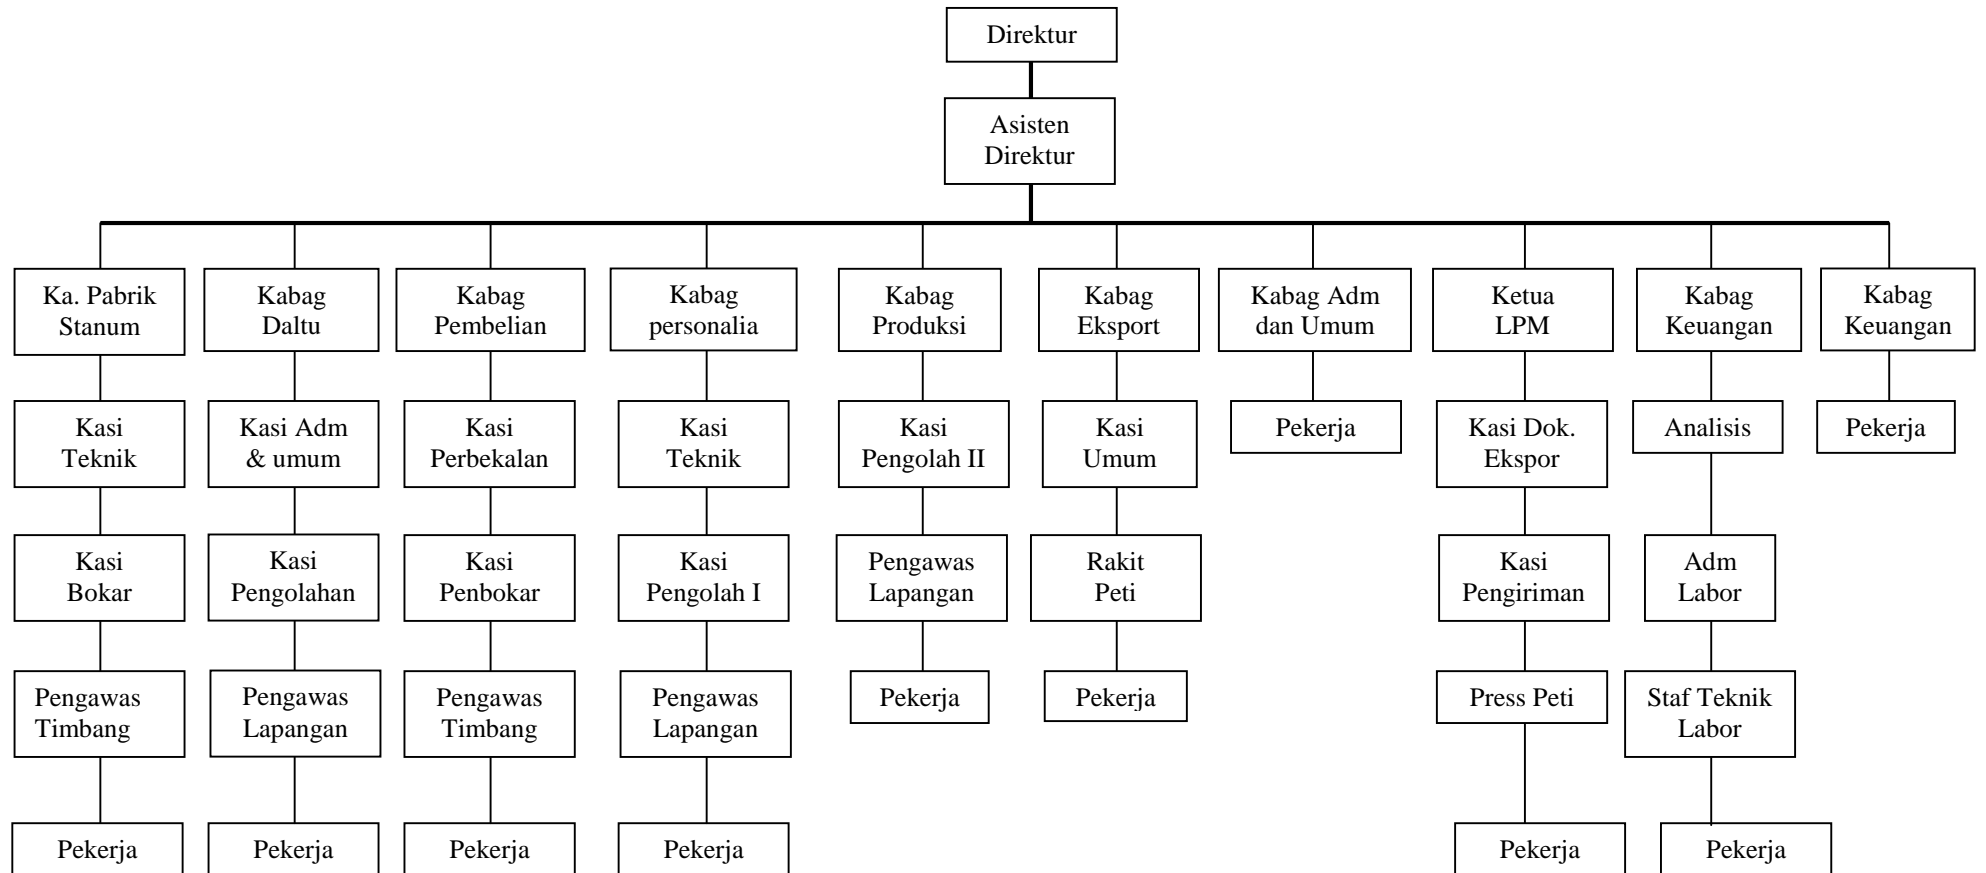 Direktur
Asisten
Direktur
Ka. Pabrik
Stanum
Kabag
Daltu
Kabag
Pembelian
Kabag
personalia
Kabag
Produksi
Kabag
Eksport
Kabag Adm
dan Umum
Ketua
LPM
Kabag
Keuangan
Kabag
Keuangan
Kasi
Teknik
Kasi Adm
& umum
Kasi
Perbekalan
Kasi
Teknik
Kasi
Pengolah II
Kasi
Umum
Pekerja
Kasi Dok.
Ekspor
Analisis
Pekerja
Kasi
Bokar
Kasi
Pengolahan
Kasi
Penbokar
Kasi
Pengolah I
Pengawas
Lapangan
Rakit
Peti
Kasi
Pengiriman
Adm
Labor
Pengawas
Timbang
Pengawas
Lapangan
Pengawas
Timbang
Pengawas
Lapangan
Pekerja
Pekerja
Press Peti
Staf Teknik
Labor
Pekerja
Pekerja
Pekerja
Pekerja
Pekerja
Pekerja